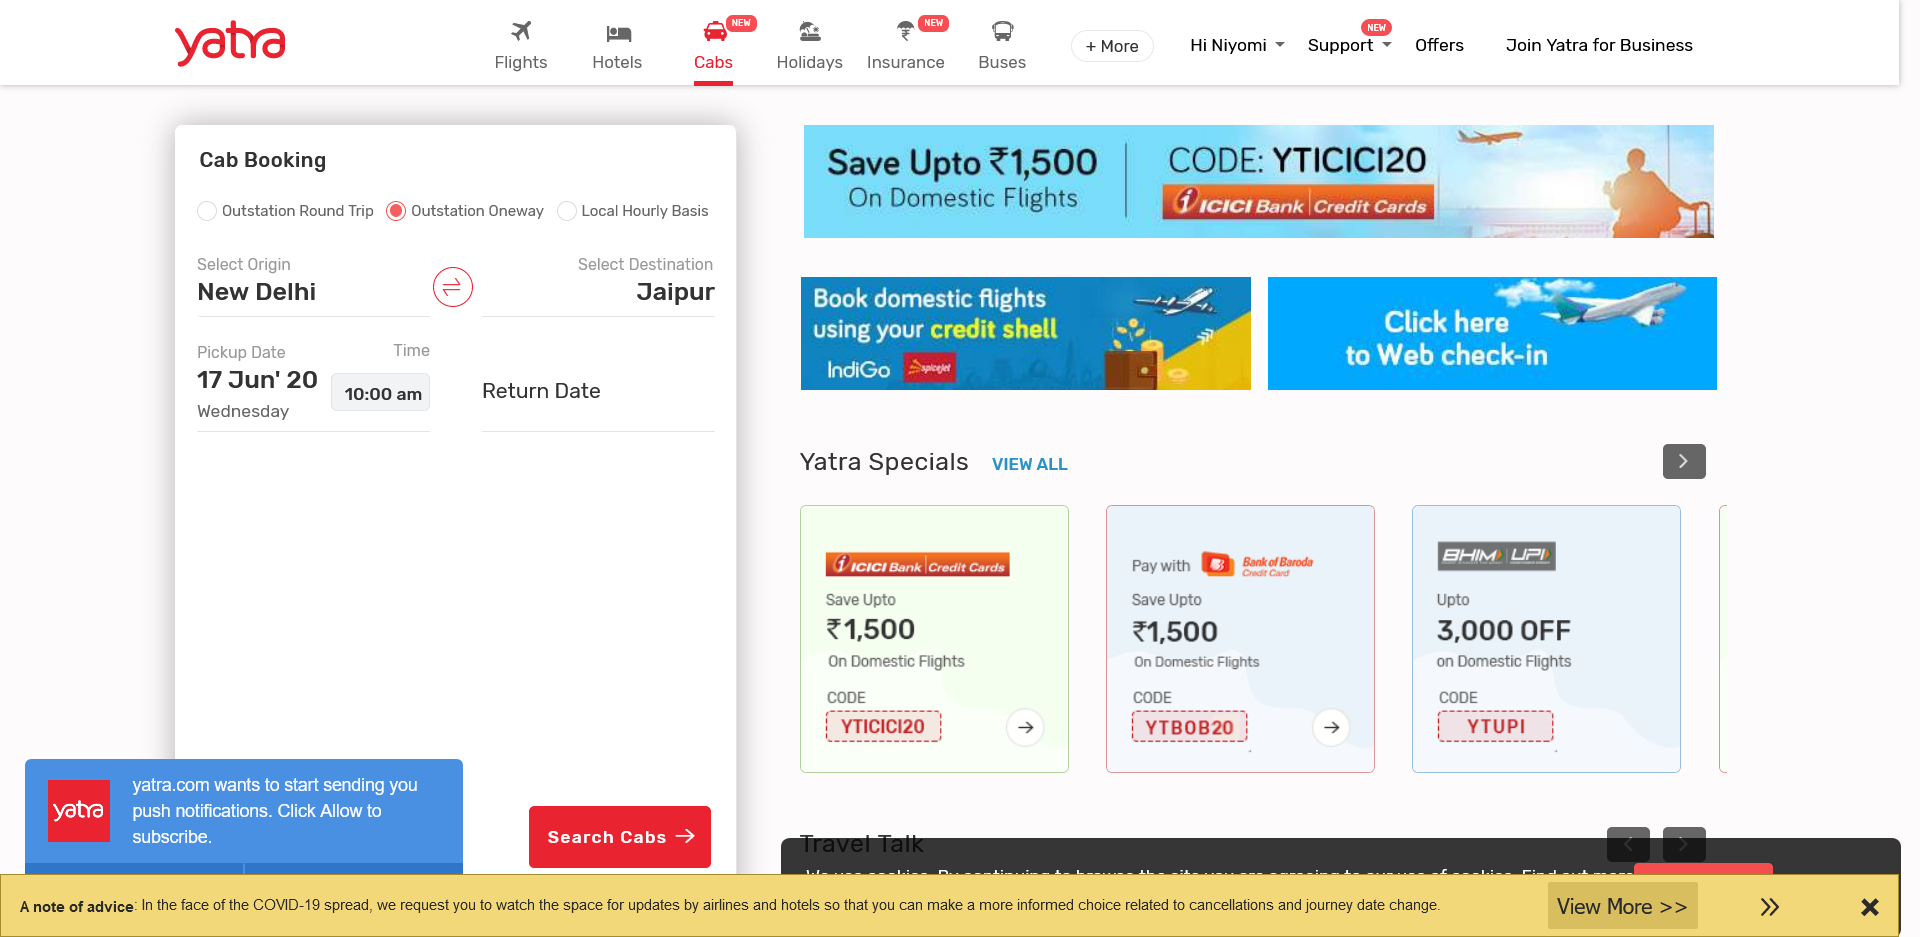 yatra
Flights
Hotels
NEW
Cabs
Holidays
NEW
Insurance
Buses
+ More
Hi Niyomi
NEW
Support
Offers
Join Yatra for Business
Cab Booking
Outstation Round Trip
Outstation Oneway
Local Hourly Basis
Select Origin
New Delhi
Select Destination
Jaipur
Pickup Date
Time
17 Jun' 20
10:00 am
Wednesday
Return Date
Search Cabs
Save Upto ₹1,500
On Domestic Flights
CODE: YTICICI20
ICICI Bank Credit Cards
Book domestic flights
using your credit shell
IndiGo
spicejet
Click here
to Web check-in
Yatra Specials
VIEW ALL
ICICI Bank Credit Cards
Save Upto
₹1,500
On Domestic Flights
CODE
YTICICI20
Pay with
Bank of Baroda
Credit Card
Save Upto
₹1,500
On Domestic Flights
CODE
YTBOB20
BHIM UPI
Upto
3,000 OFF
on Domestic Flights
CODE
YTUPI
Travel Talk
We use cookies. By continuing to browse the site you are agreeing to our use of cookies. Find out more
yatra
yatra.com wants to start sending you
push notifications. Click Allow to
subscribe.
A note of advice: In the face of the COVID-19 spread, we request you to watch the space for updates by airlines and hotels so that you can make a more informed choice related to cancellations and journey date change.
View More >>